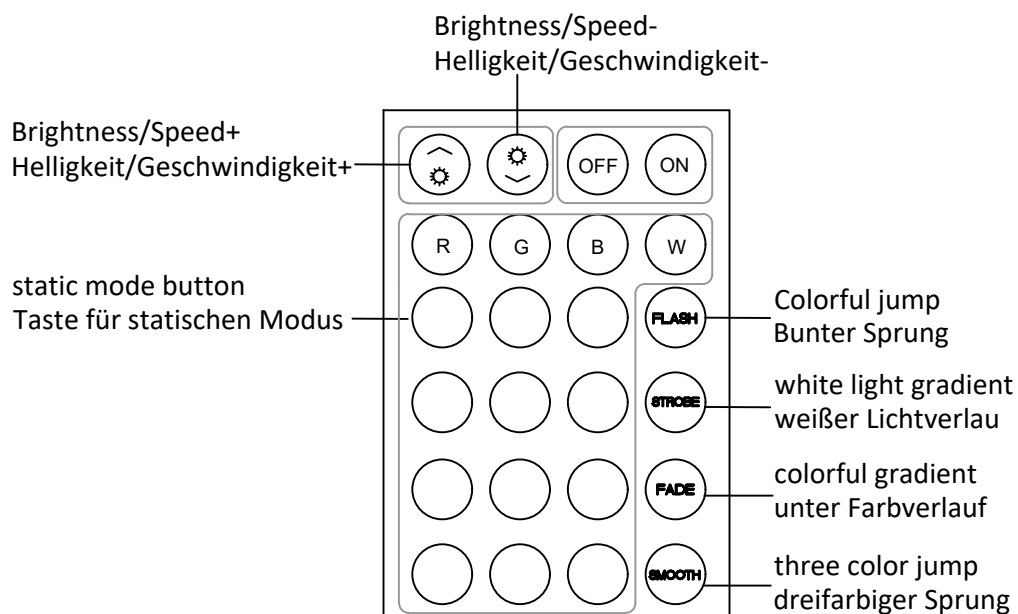 Brightness/Speed-
Helligkeit/Geschwindigkeit-
Brightness/Speed+
Helligkeit/Geschwindigkeit+
OFF
ON
R
G
B
W
static mode button
Taste für statischen Modus
FLASH
Colorful jump
Bunter Sprung
STROBE
white light gradient
weißer Lichtverlau
FADE
colorful gradient
unter Farbverlauf
SMOOTH
three color jump
dreifarbiger Sprung